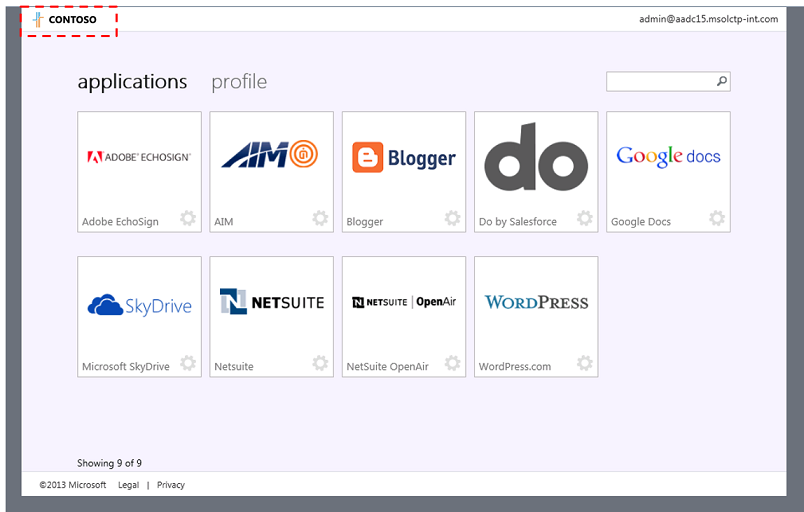 CONTOSO
admin@aadc15.msolctp-int.com
applications profile
ADOBE® ECHOSIGN™
AIM
Blogger
do
Google docs
Adobe EchoSign
AIM
Blogger
Do by Salesforce
Google Docs
SkyDrive
N NETSUITE
N NETSUITE | OpenAir
WORDPRESS
Microsoft SkyDrive
Netsuite
NetSuite OpenAir
WordPress.com
Showing 9 of 9
©2013 Microsoft Legal | Privacy